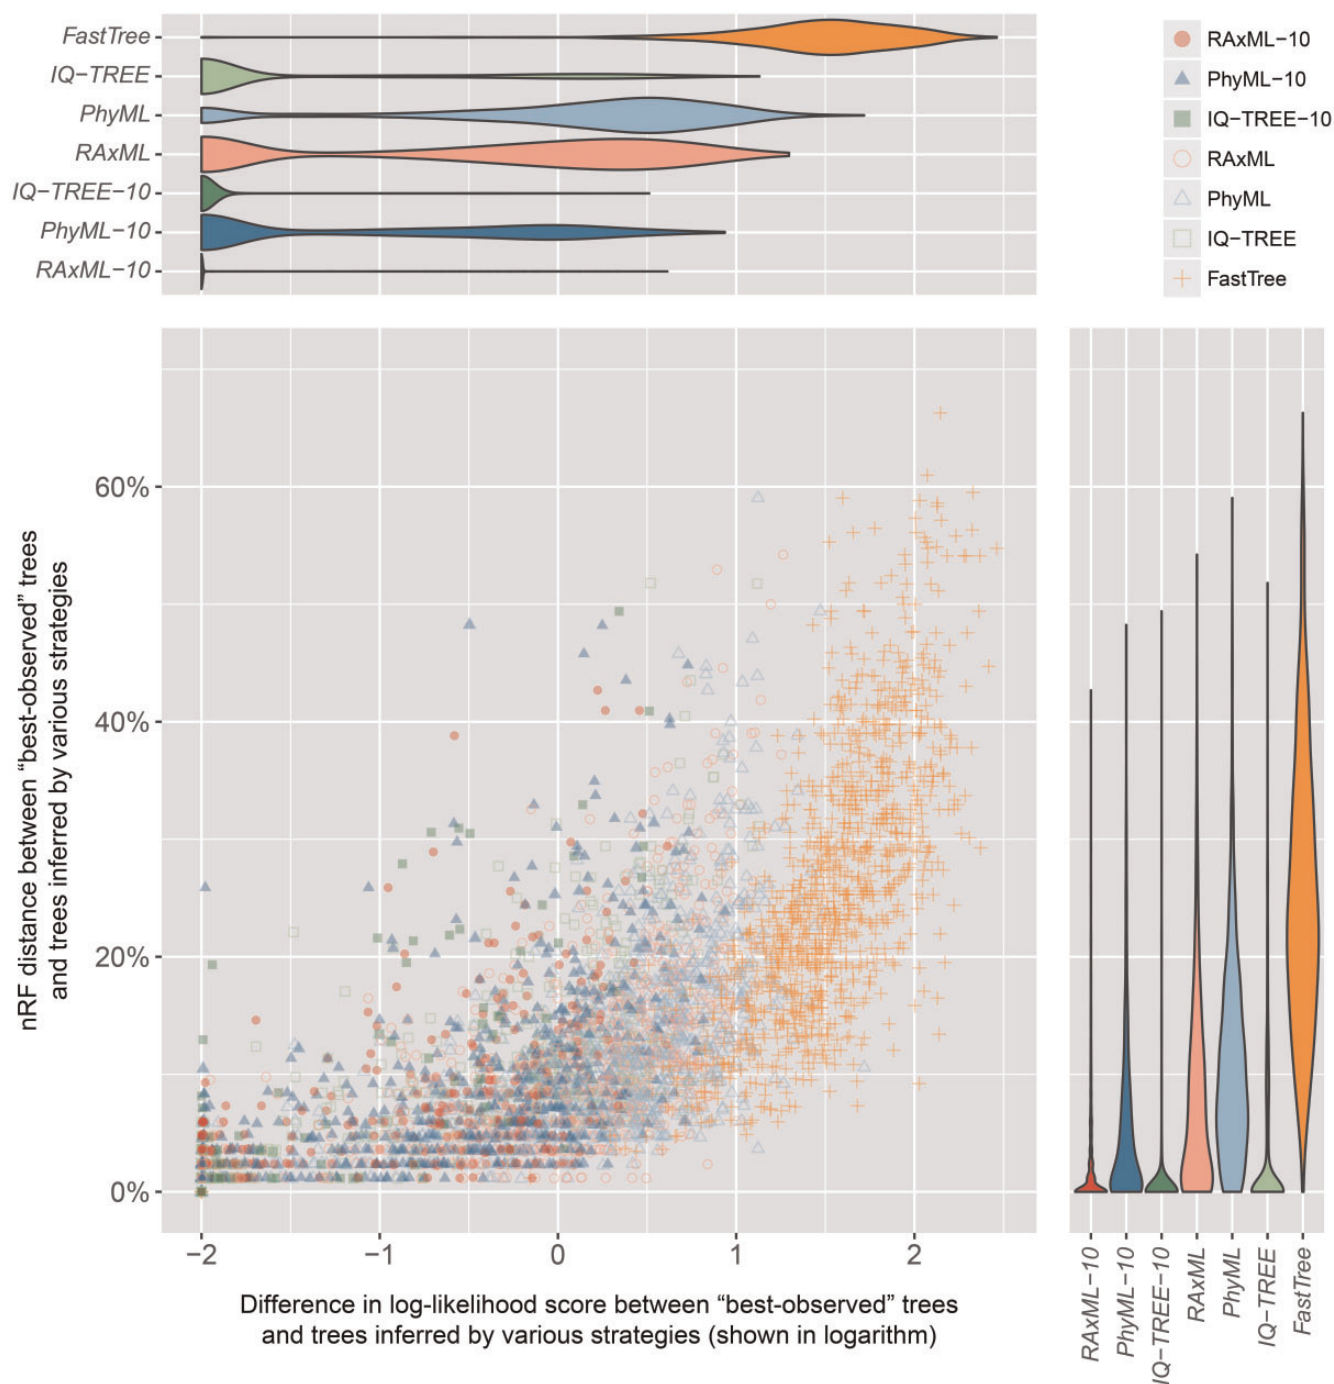 FastTree
IQ−TREE
PhyML
RAxML
IQ−TREE−10
PhyML−10
RAxML−10
RAxML−10
PhyML−10
IQ−TREE−10
RAxML
PhyML
IQ−TREE
FastTree
nRF distance between “best-observed” trees
and trees inferred by various strategies
60%
40%
20%
0%
−2
−1
0
1
2
Difference in log-likelihood score between “best-observed” trees
and trees inferred by various strategies (shown in logarithm)
RAxML−10
PhyML−10
IQ−TREE−10
RAxML
PhyML
IQ−TREE
FastTree